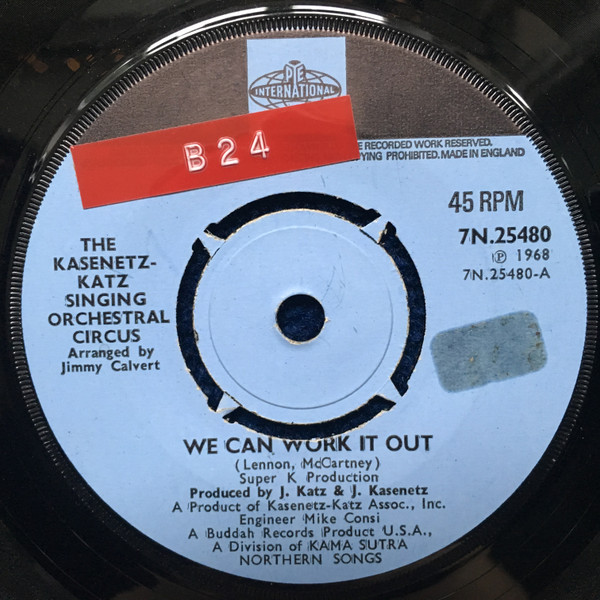 PYE
INTERNATIONAL
B24
E RECORDED WORK RESERVED.
YING PROHIBITED. MADE IN ENGLAND
45 RPM
7N.25480
℗ 1968
7N.25480-A
THE
KASENETZ-
KATZ
SINGING
ORCHESTRAL
CIRCUS
Arranged by
Jimmy Calvert
WE CAN WORK IT OUT
(Lennon, McCartney)
Super K Production
Produced by J. Katz & J. Kasenetz
A Product of Kasenetz-Katz Assoc., Inc.
Engineer Mike Consi
A Buddah Records Product U.S.A.,
A Division of KAMA SUTRA
NORTHERN SONGS